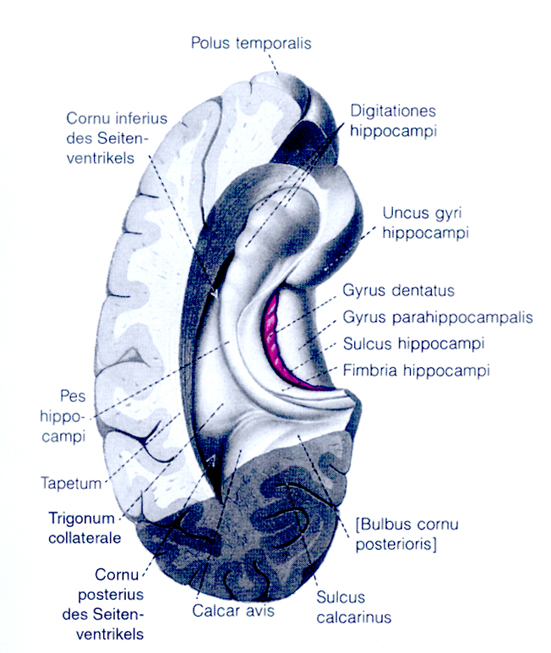 Polus temporalis
Cornu inferius
des Seiten-
ventrikels
Digitationes
hippocampi
Uncus gyri
hippocampi
Gyrus dentatus
Gyrus parahippocampalis
Sulcus hippocampi
Fimbria hippocampi
Pes
hippo-
campi
Tapetum
Trigonum
collaterale
[Bulbus cornu
posterioris]
Cornu
posterius
des Seiten-
ventrikels
Calcar avis
Sulcus
calcarinus